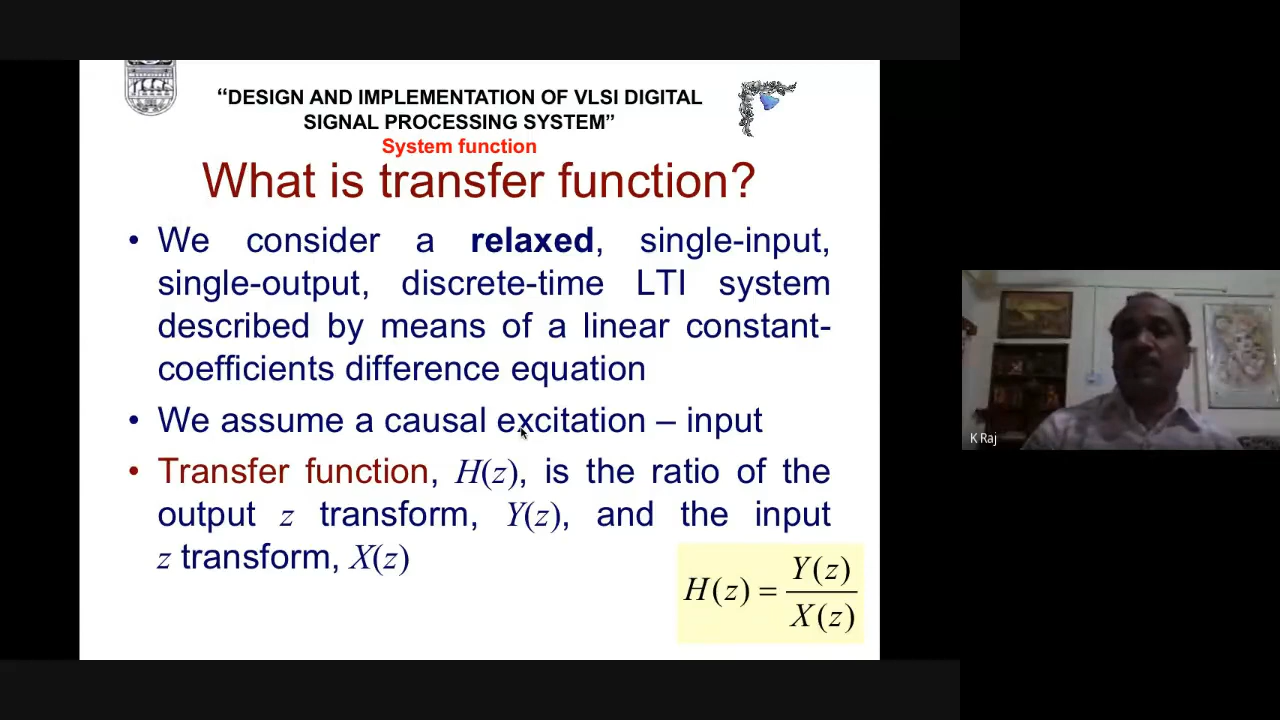 “DESIGN AND IMPLEMENTATION OF VLSI DIGITAL
SIGNAL PROCESSING SYSTEM”
System function
What is transfer function?
• We consider a relaxed, single-input,
single-output, discrete-time LTI system
described by means of a linear constant-
coefficients difference equation
• We assume a causal excitation – input
• Transfer function, H(z), is the ratio of the
output z transform, Y(z), and the input
z transform, X(z)
H(z) = Y(z) / X(z)
K Raj